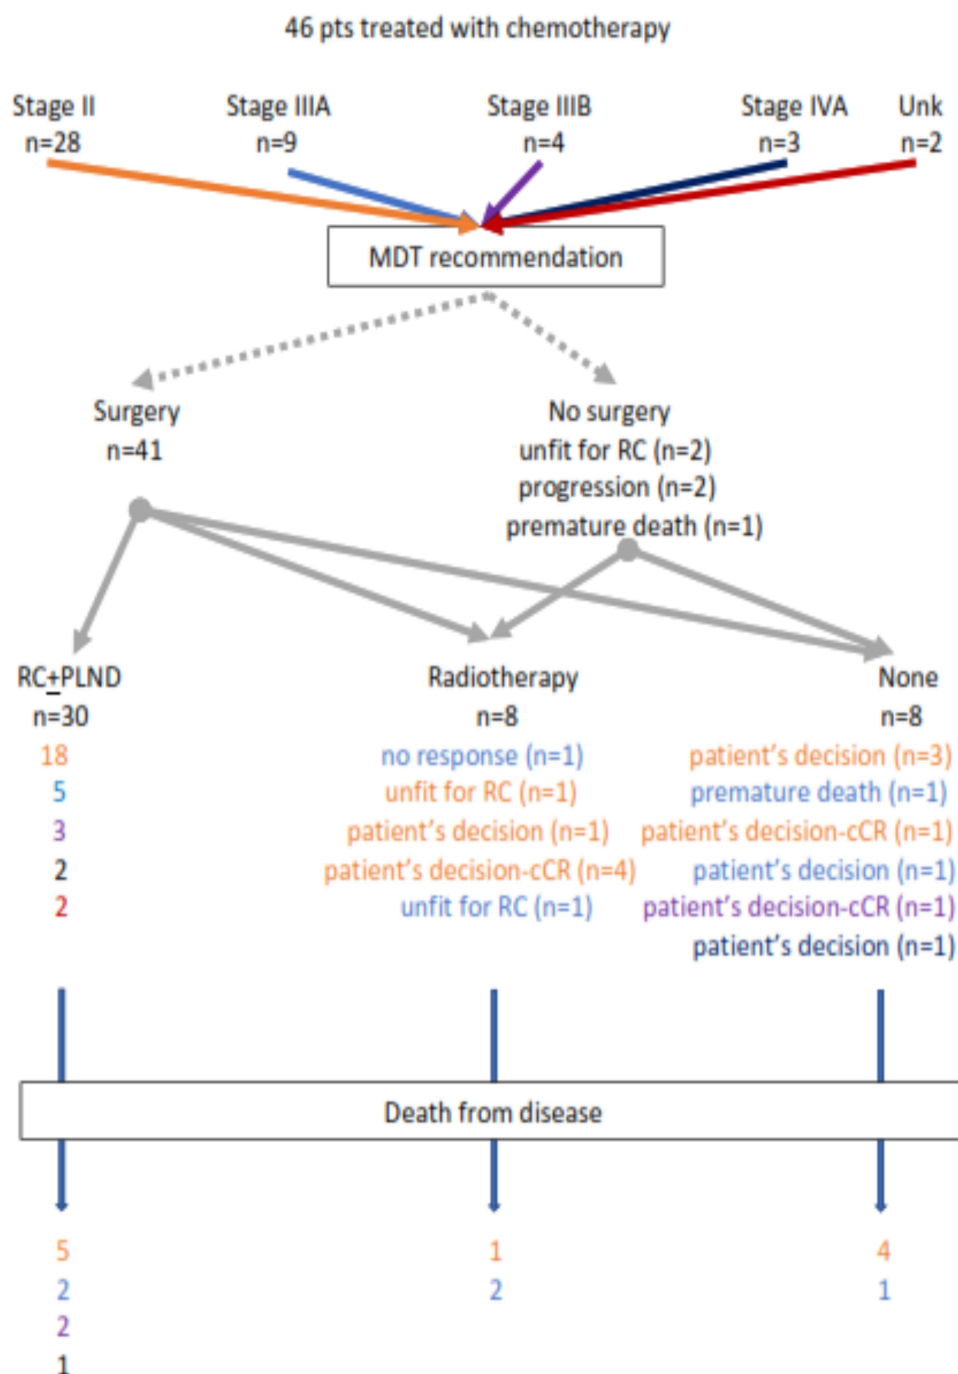 46 pts treated with chemotherapy
Stage II Stage IIIA Stage IIIB Stage IVA Unk
n=28 n=9 n=4 n=3 n=2
MDT recommendation
Surgery
n=41
No surgery
unfit for RC (n=2)
progression (n=2)
premature death (n=1)
RC+PLND
n=30
18
5
3
2
2
Radiotherapy
n=8
no response (n=1)
unfit for RC (n=1)
patient's decision (n=1)
patient's decision-cCR (n=4)
unfit for RC (n=1)
None
n=8
patient's decision (n=3)
premature death (n=1)
patient's decision-cCR (n=1)
patient's decision (n=1)
patient's decision-cCR (n=1)
patient's decision (n=1)
Death from disease
5
2
2
1
1
2
4
1